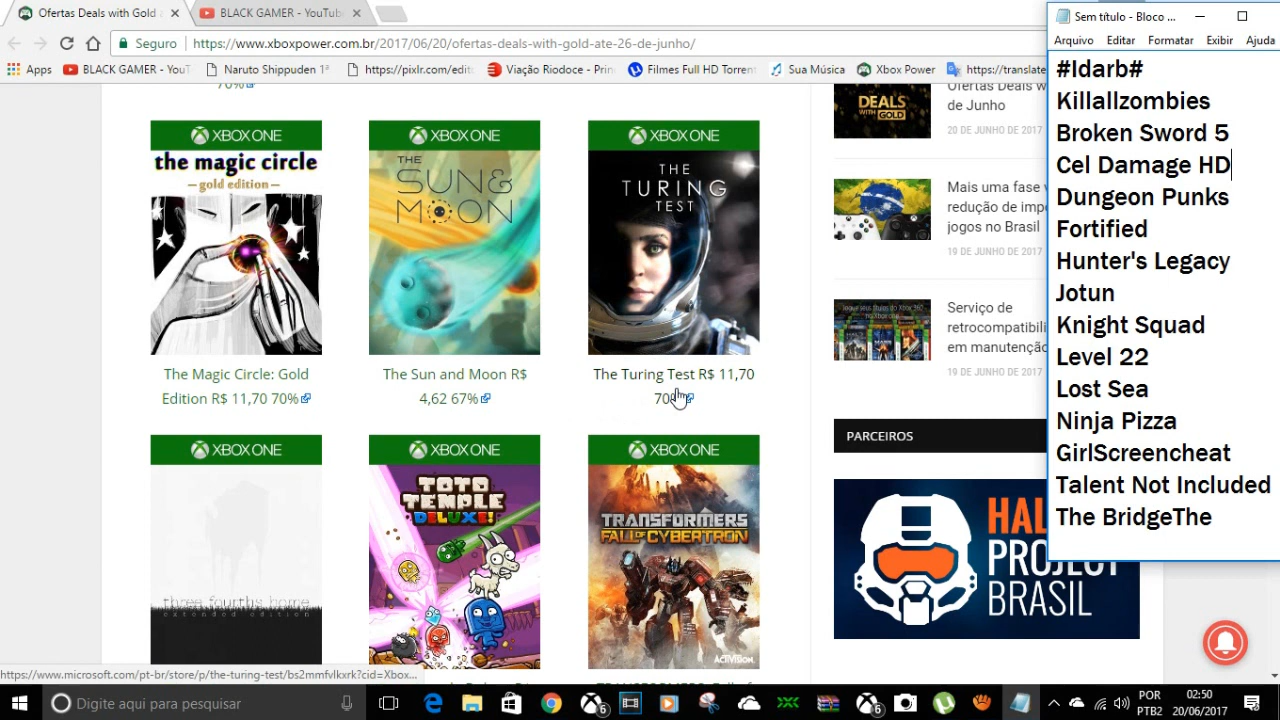 Ofertas Deals with Gold a
BLACK GAMER - YouTube
Seguro
https://www.xboxpower.com.br/2017/06/20/ofertas-deals-with-gold-ate-26-de-junho/
Apps
BLACK GAMER - YouT
Naruto Shippuden 1ª
https://pixlr.com/edit
Viação Riodoce - Prin
Filmes Full HD Torrent
Sua Música
Xbox Power
https://translate
70%
XBOX ONE
the magic circle
gold edition
The Magic Circle: Gold
Edition R$ 11,70 70%
XBOX ONE
THE
SUN&
MOON
The Sun and Moon R$
4,62 67%
XBOX ONE
THE
TURING
TEST
The Turing Test R$ 11,70
XBOX ONE
three fourths home
extended edition
XBOX ONE
TOTO
TEMPLE
DELUXE!
XBOX ONE
TRANSFORMERS
FALL OF CYBERTRON
ACTIVISION
DEALS
WITH GOLD
Ofertas Deals w
de Junho
20 DE JUNHO DE 2017
Mais uma fase v
redução de impo
jogos no Brasil
19 DE JUNHO DE 2017
Serviço de
retrocompatibili
em manutenção
19 DE JUNHO DE 2017
PARCEIROS
HAL
PROJECT
BRASIL
Sem título - Bloco ...
Arquivo Editar Formatar Exibir Ajuda
#Idarb#
Killallzombies
Broken Sword 5
Cel Damage HD
Dungeon Punks
Fortified
Hunter's Legacy
Jotun
Knight Squad
Level 22
Lost Sea
Ninja Pizza
GirlScreencheat
Talent Not Included
The BridgeThe
https://www.microsoft.com/pt-br/store/p/the-turing-test/bs2mmfvlkxrk?cid=Xbox...
Digite aqui para pesquisar
6
6
POR
PTB2
02:50
20/06/2017